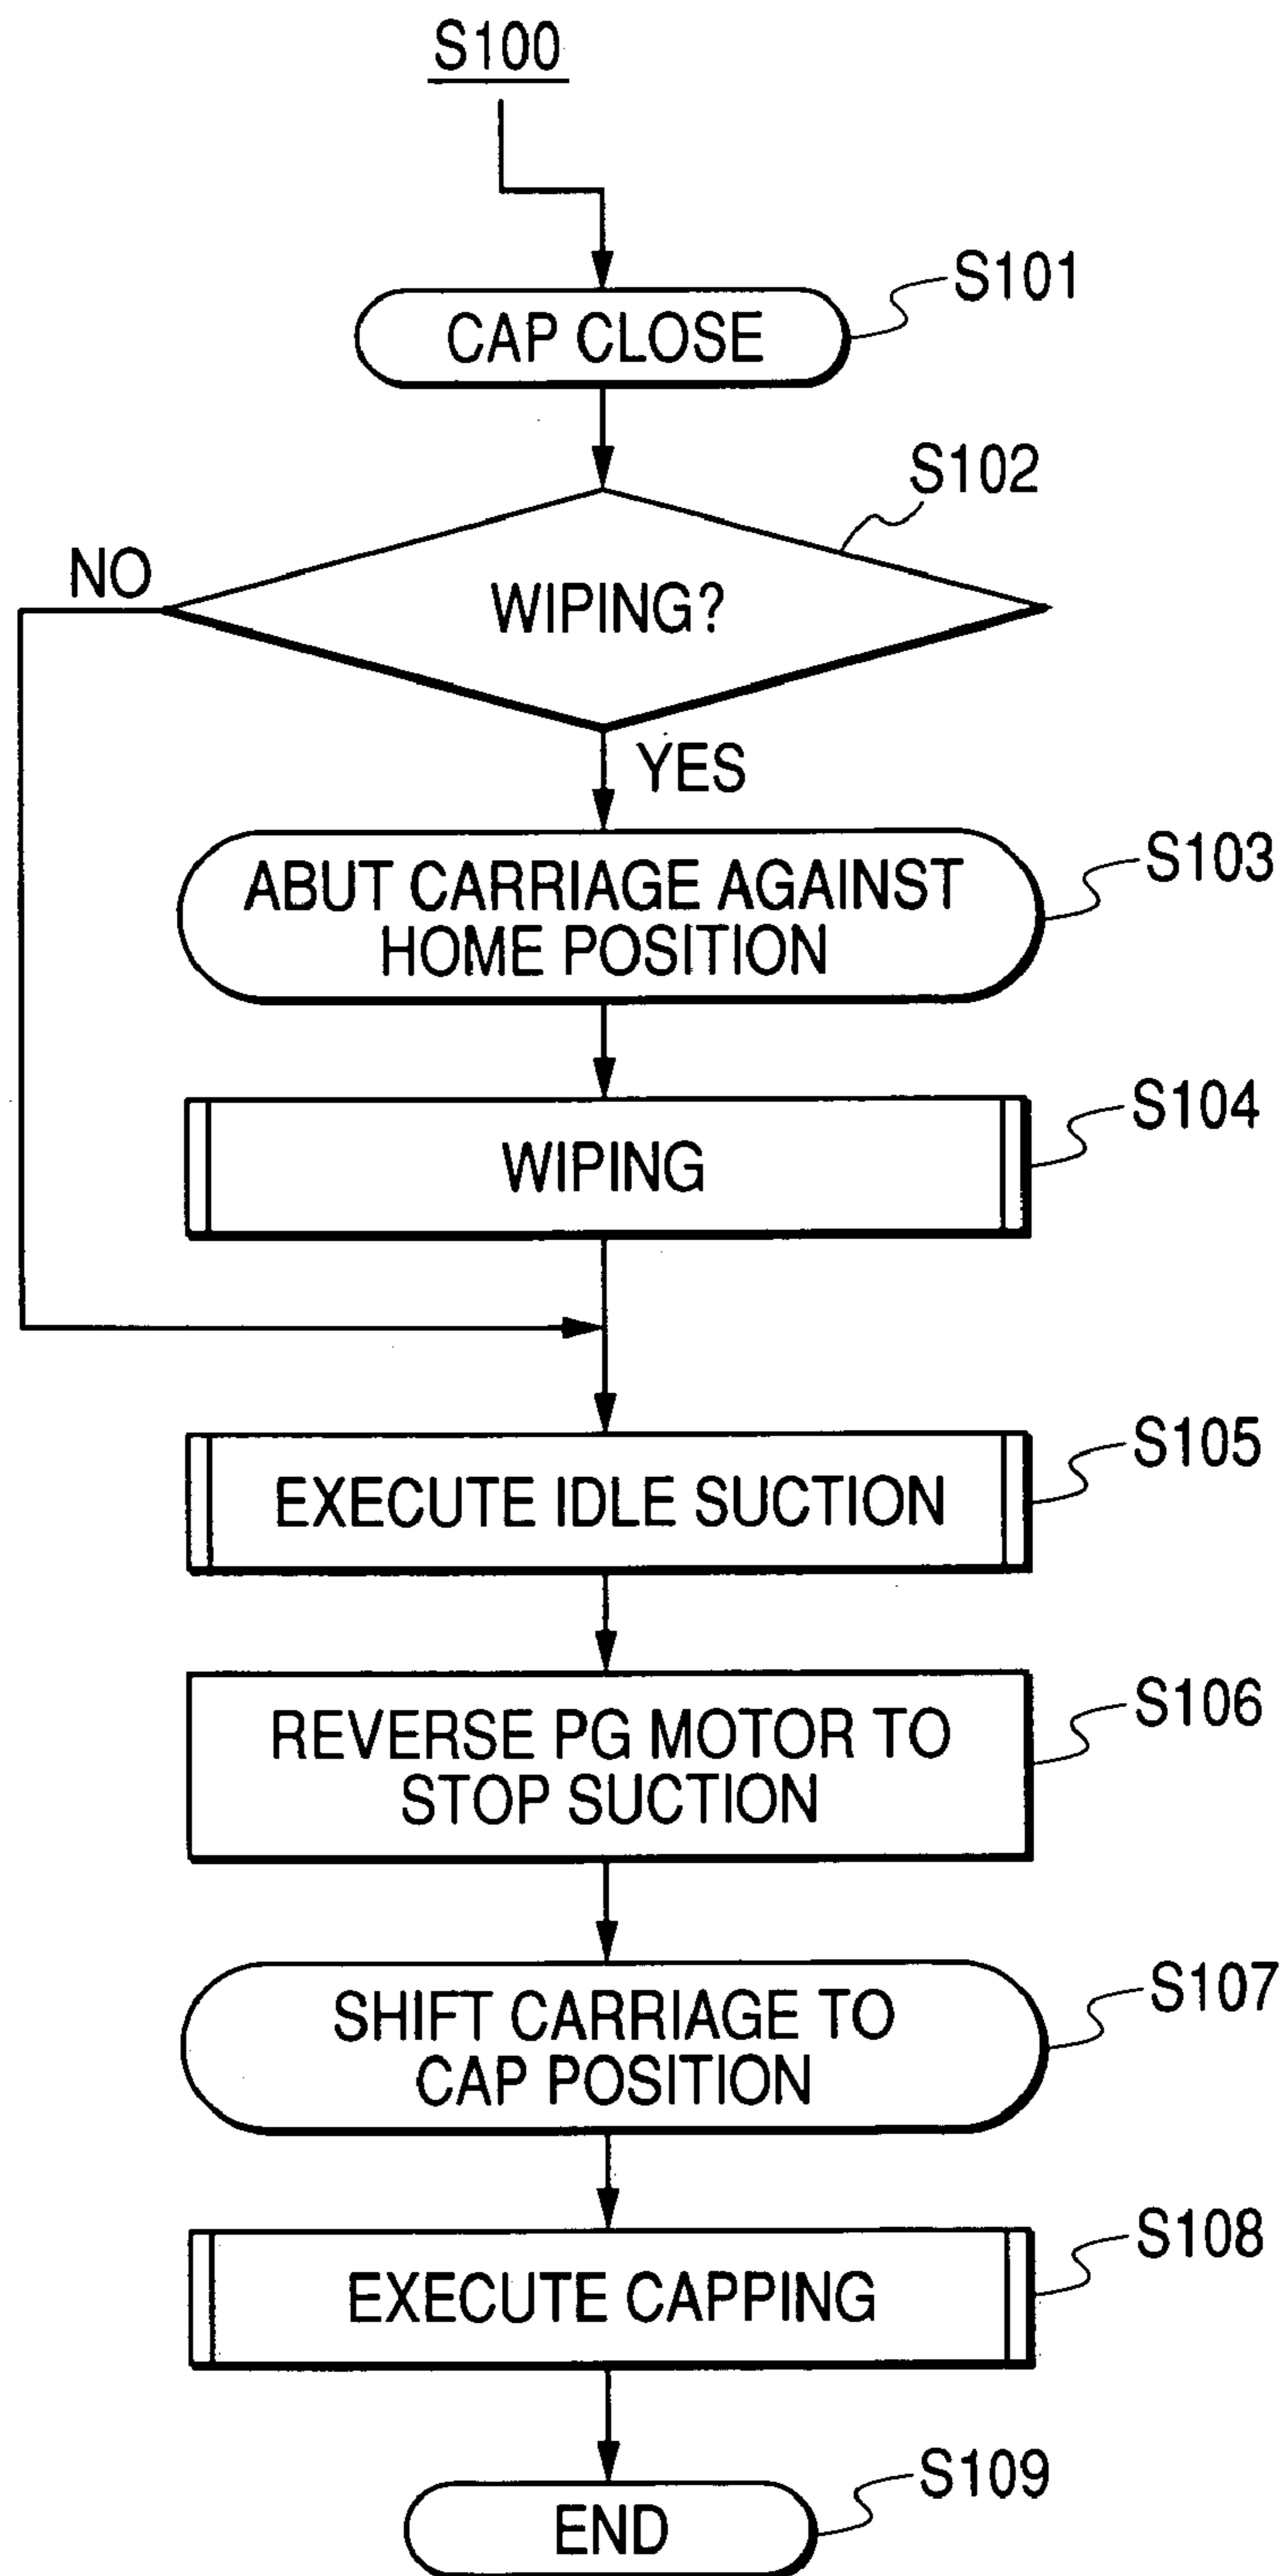 S100
S101
CAP CLOSE
S102
NO
WIPING?
YES
S103
ABUT CARRIAGE AGAINST
HOME POSITION
S104
WIPING
S105
EXECUTE IDLE SUCTION
S106
REVERSE PG MOTOR TO
STOP SUCTION
S107
SHIFT CARRIAGE TO
CAP POSITION
S108
EXECUTE CAPPING
S109
END